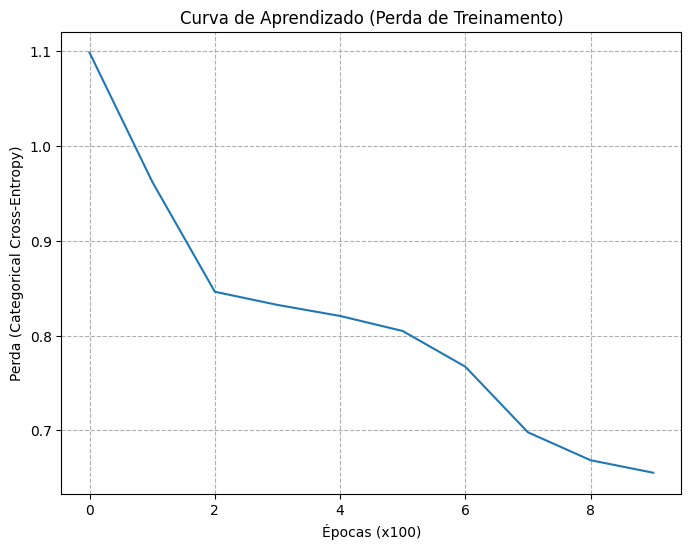 Curva de Aprendizado (Perda de Treinamento)
Perda (Categorical Cross-Entropy)
1.1
1.0
0.9
0.8
0.7
0 2 4 6 8
Épocas (x100)